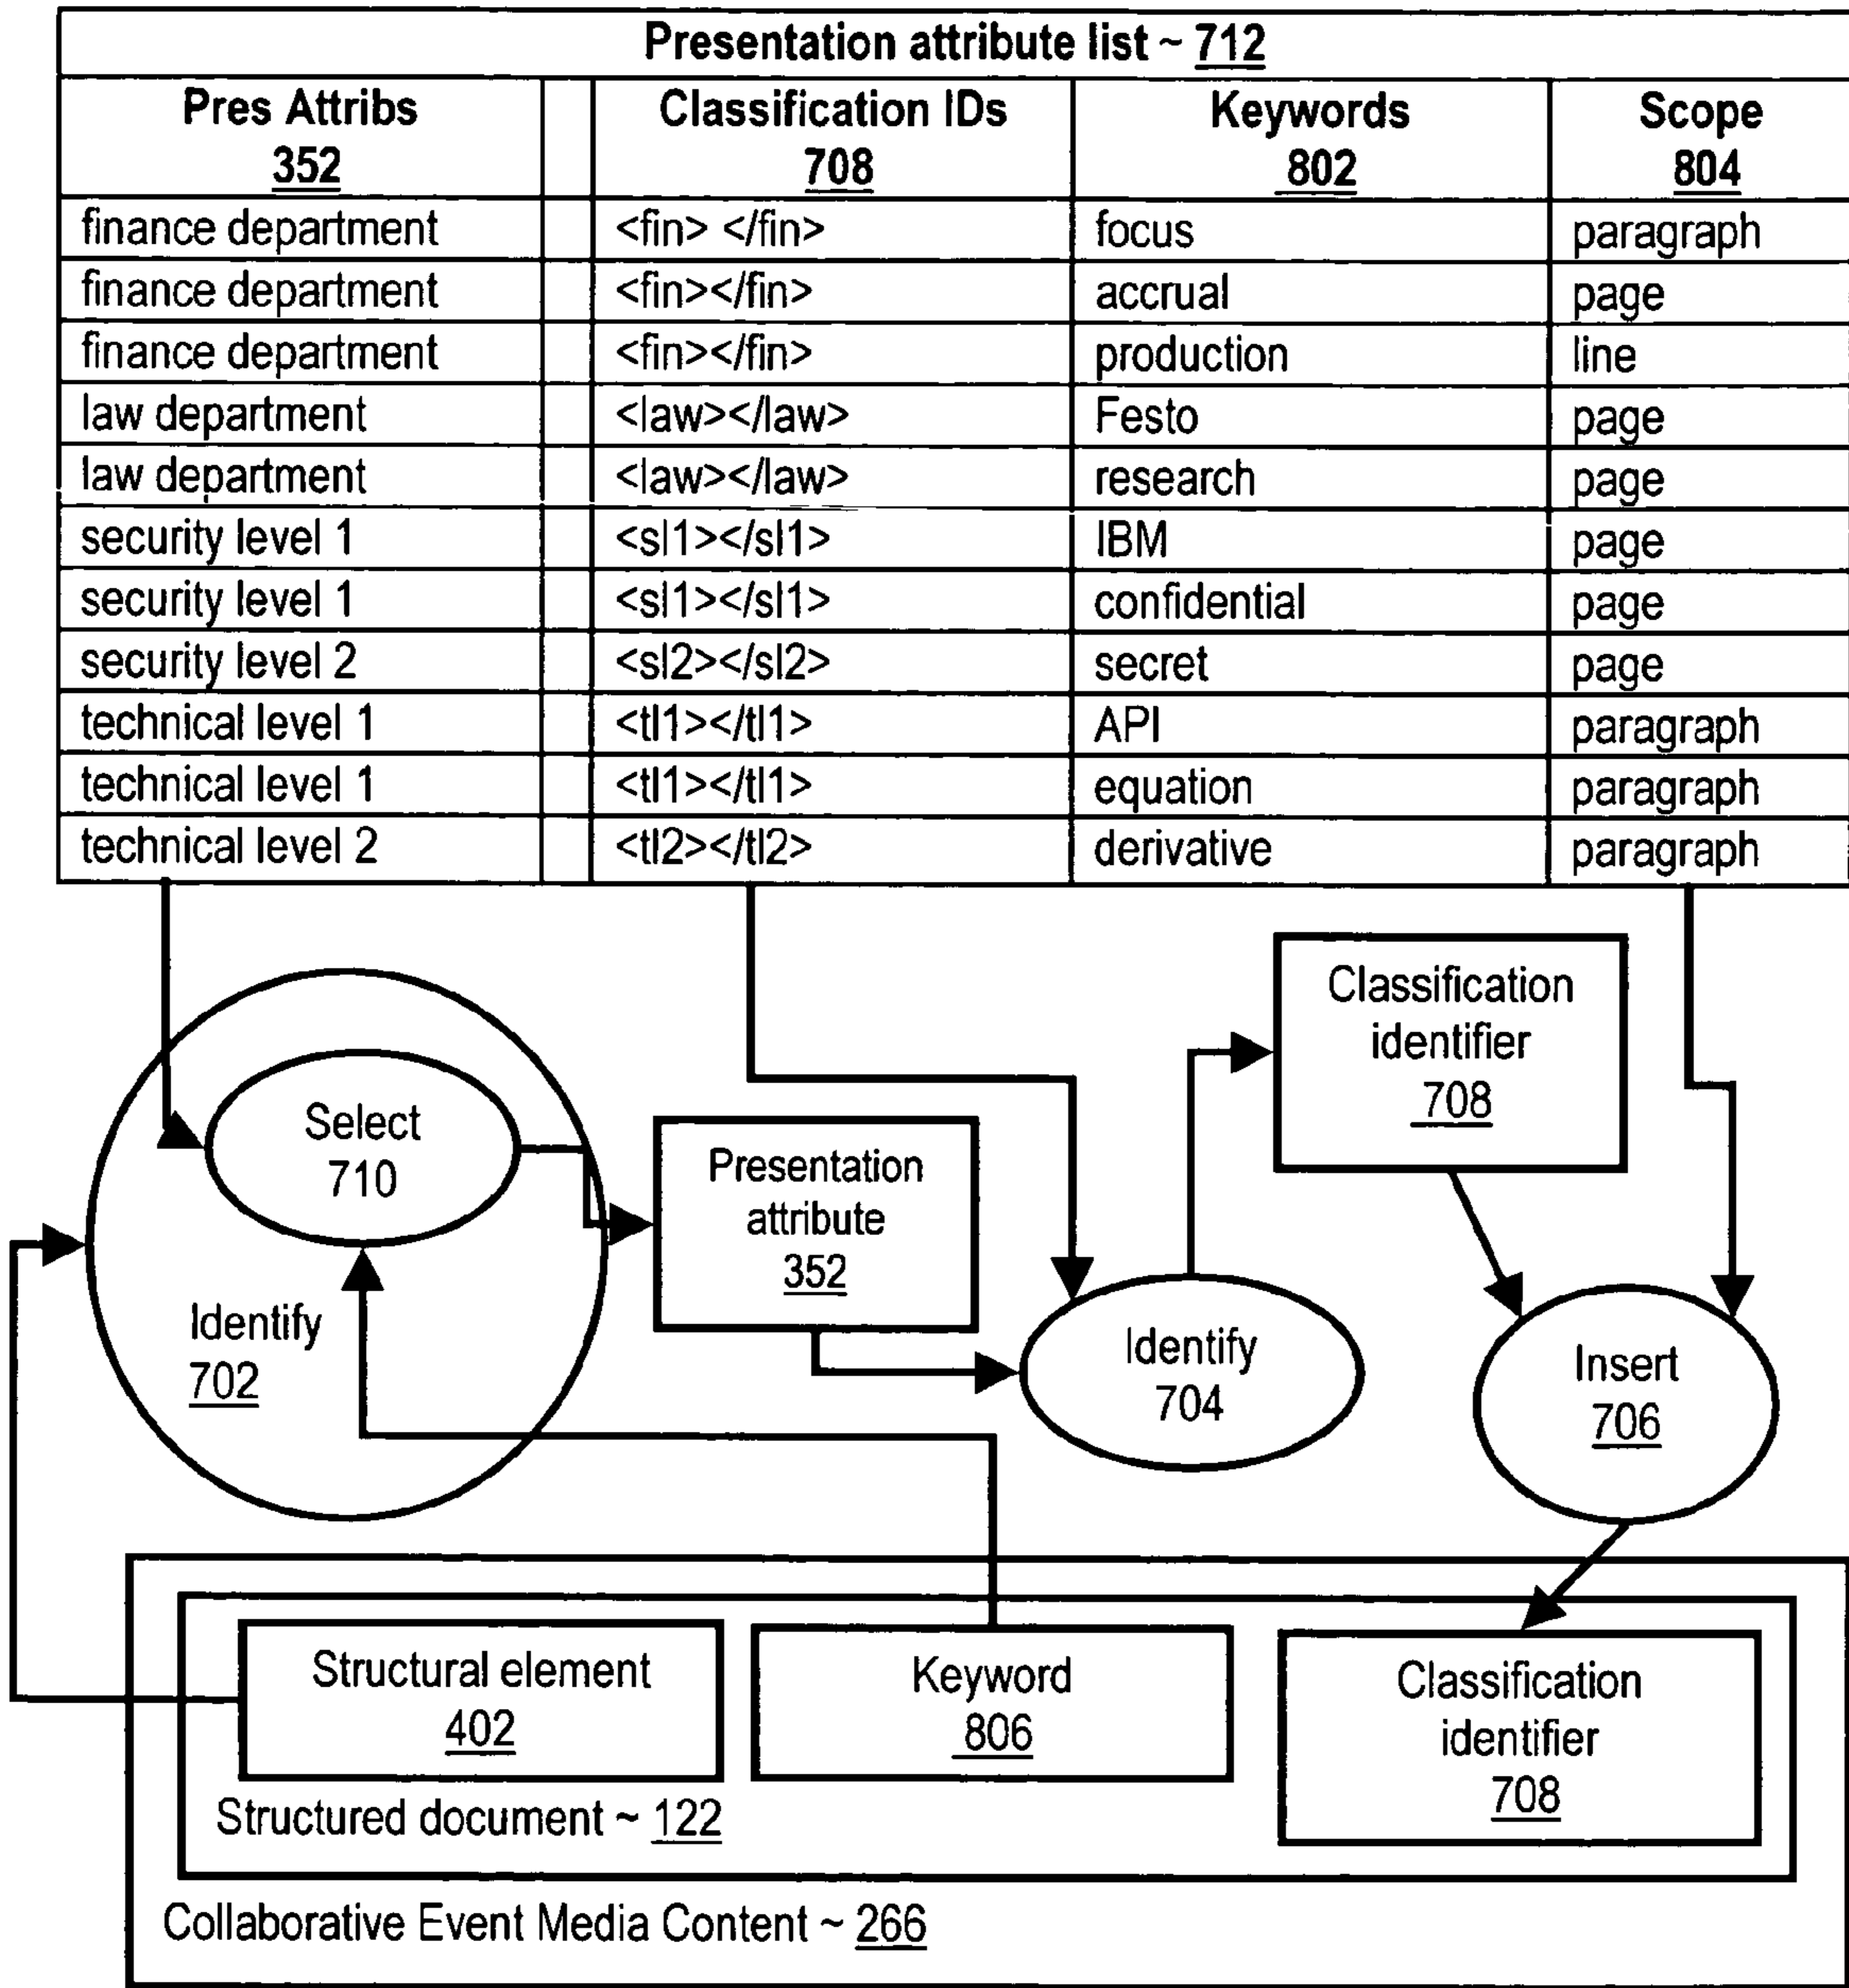 Presentation attribute list ~ 712
Pres Attribs Classification IDs Keywords Scope
352 708 802 804
finance department <fin> </fin> focus paragraph
finance department <fin></fin> accrual page
finance department <fin></fin> production line
law department <law></law> Festo page
law department <law></law> research page
security level 1 <sl1></sl1> IBM page
security level 1 <sl1></sl1> confidential page
security level 2 <sl2></sl2> secret page
technical level 1 <tl1></tl1> API paragraph
technical level 1 <tl1></tl1> equation paragraph
technical level 2 <tl2></tl2> derivative paragraph
Classification
identifier
708
Select
710
Presentation
attribute
352
Identify
702
Identify
704
Insert
706
Structural element
402
Keyword
806
Classification
identifier
708
Structured document ~ 122
Collaborative Event Media Content ~ 266